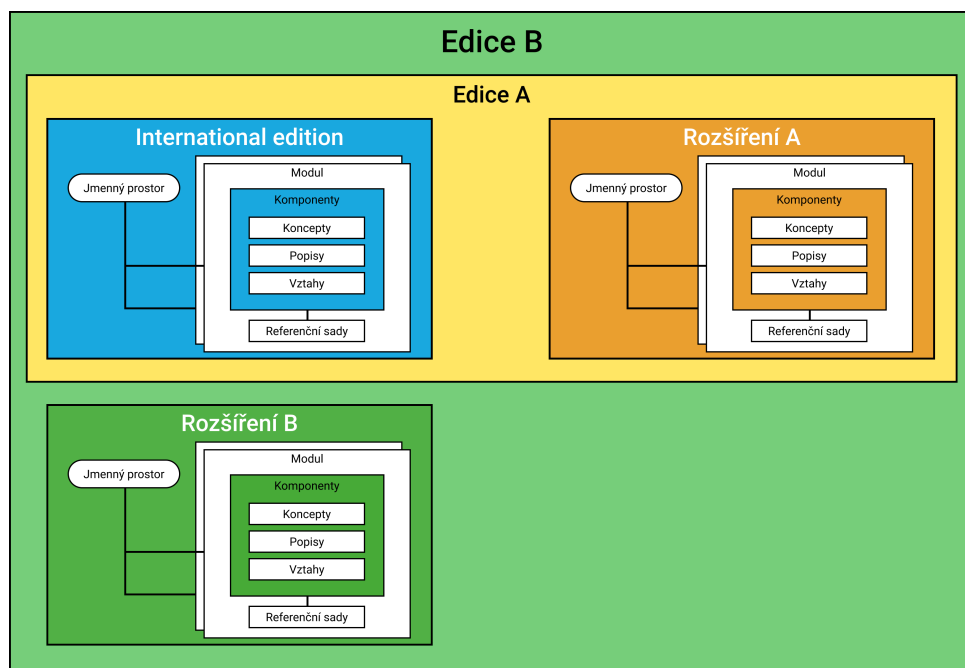 Edice B
Edice A
International edition
Jmenný prostor
Modul
Komponenty
Koncepty
Popisy
Vztahy
Referenční sady
Rozšíření A
Jmenný prostor
Modul
Komponenty
Koncepty
Popisy
Vztahy
Referenční sady
Rozšíření B
Jmenný prostor
Modul
Komponenty
Koncepty
Popisy
Vztahy
Referenční sady